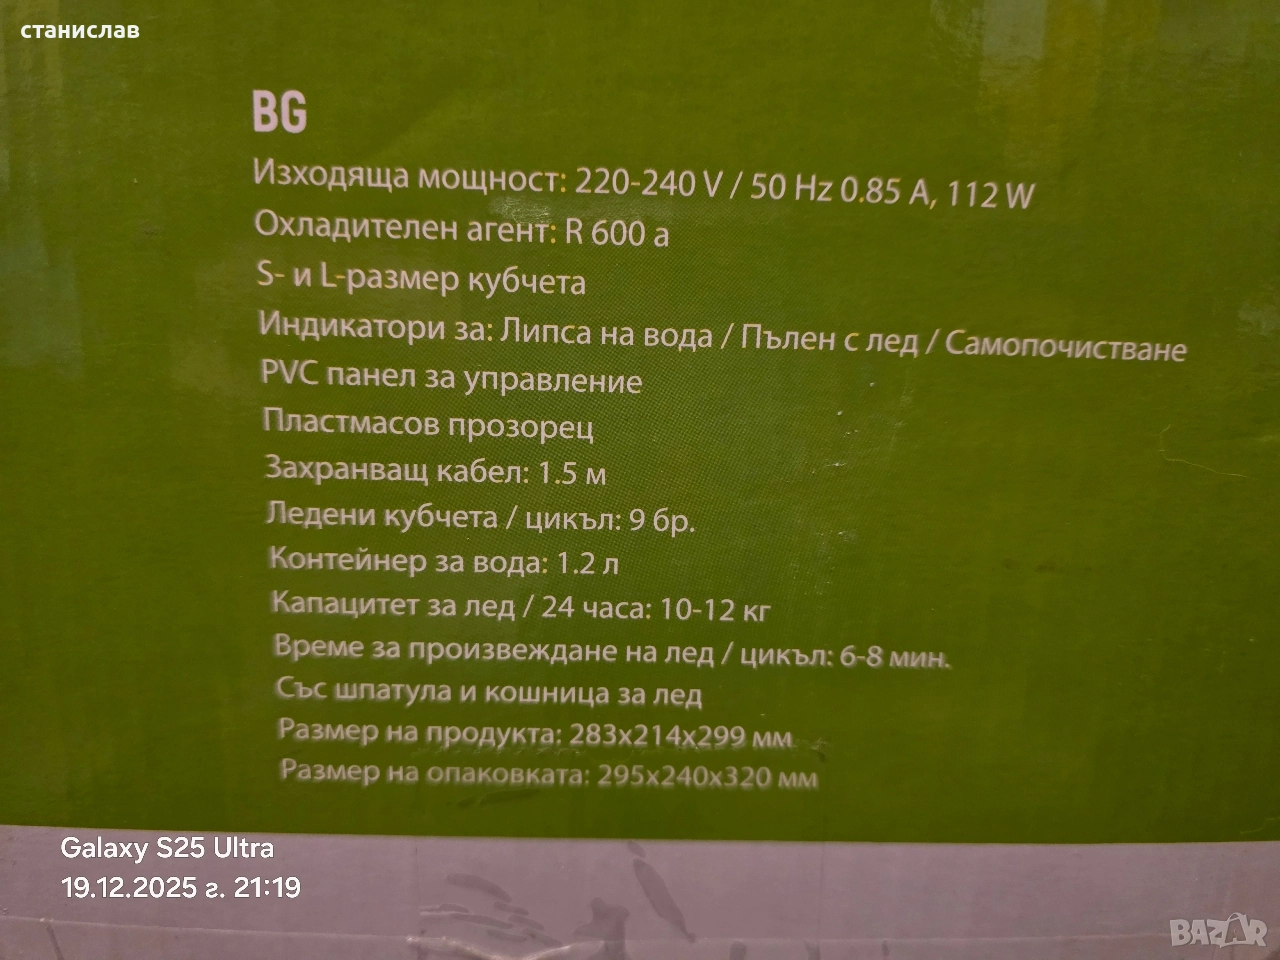 станислав
BG
Изходяща мощност: 220-240 V / 50 Hz 0.85 A, 112 W
Охладителен агент: R 600 a
S- и L-размер кубчета
Индикатори за: Липса на вода / Пълен с лед / Самопочистване
PVC панел за управление
Пластмасов прозорец
Захранващ кабел: 1.5 м
Ледени кубчета / цикъл: 9 бр.
Контейнер за вода: 1.2 л
Капацитет за лед / 24 часа: 10-12 кг
Време за произвеждане на лед / цикъл: 6-8 мин.
Със шпатула и кошница за лед
Размер на продукта: 283x214x299 мм
Размер на опаковката: 295x240x320 мм
Galaxy S25 Ultra
19.12.2025 г. 21:19
BAZAR